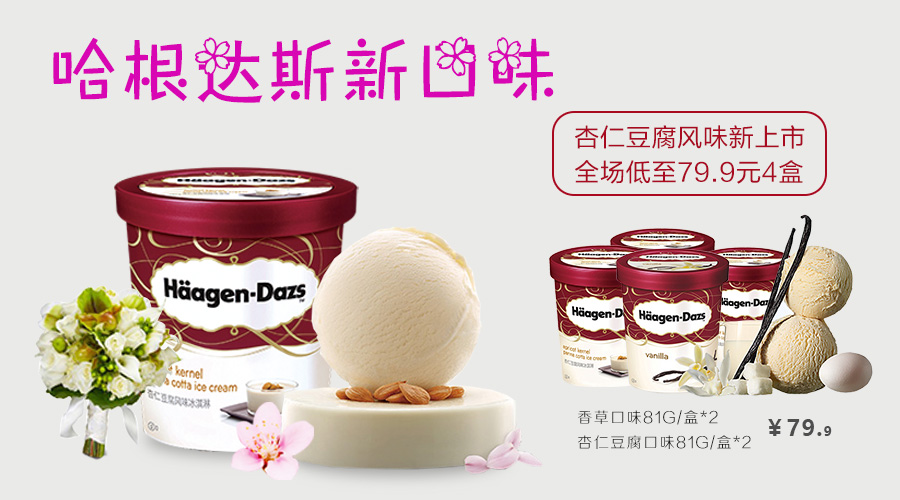 哈根达斯新口味
杏仁豆腐风味新上市
全场低至79.9元4盒
Häagen-Dazs
Häagen-Dazs
kernel
cotta ice cream
杏仁豆腐风味冰淇淋
Häagen-Dazs
Häagen-Dazs
vanilla
香草口味81G/盒*2
杏仁豆腐口味81G/盒*2
¥79.9